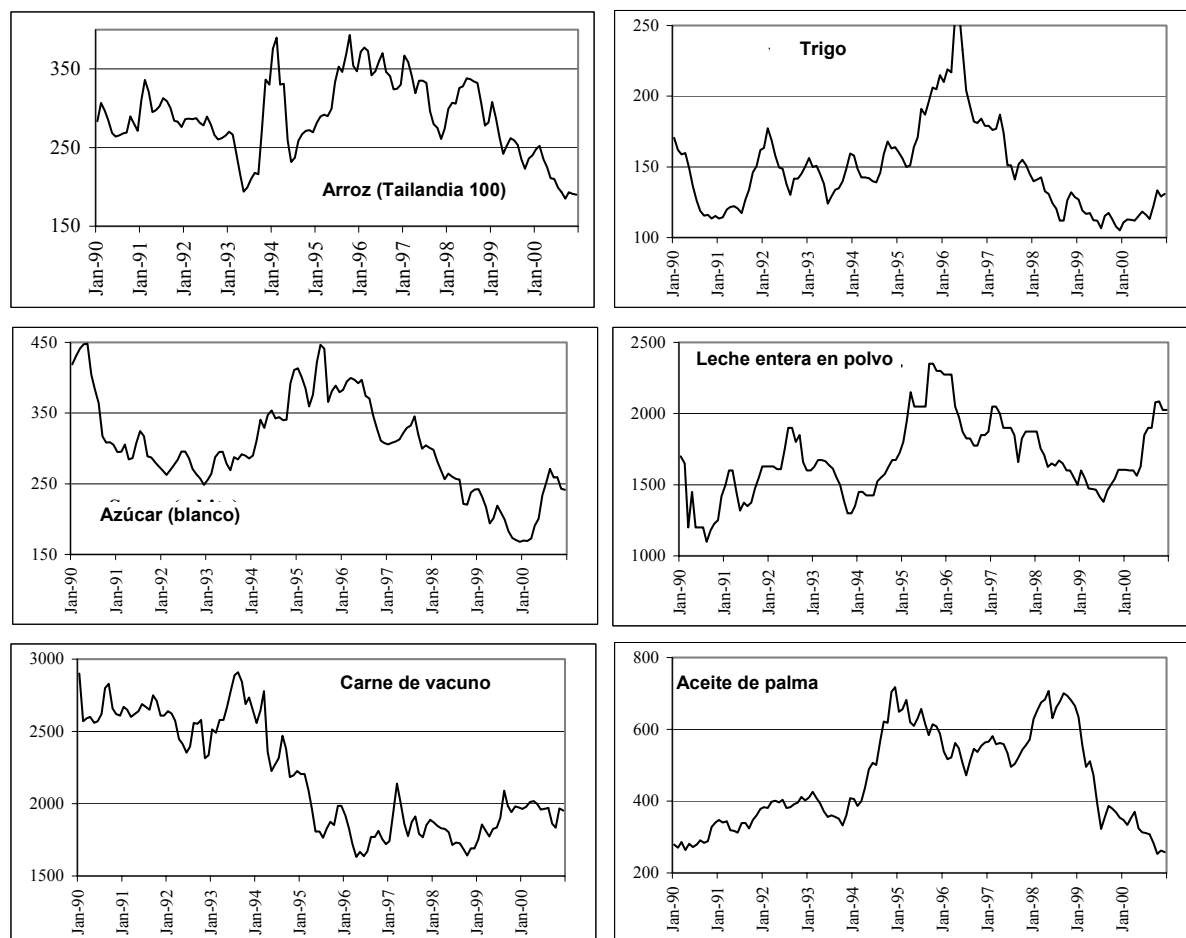 350
250
150
Arroz (Tailandia 100)
Jan-90
Jan-91
Jan-92
Jan-93
Jan-94
Jan-95
Jan-96
Jan-97
Jan-98
Jan-99
Jan-00
250
200
150
100
Trigo
Jan-90
Jan-91
Jan-92
Jan-93
Jan-94
Jan-95
Jan-96
Jan-97
Jan-98
Jan-99
Jan-00
450
350
250
150
Azúcar (blanco)
Jan-90
Jan-91
Jan-92
Jan-93
Jan-94
Jan-95
Jan-96
Jan-97
Jan-98
Jan-99
Jan-00
2500
2000
1500
1000
Leche entera en polvo
Jan-90
Jan-91
Jan-92
Jan-93
Jan-94
Jan-95
Jan-96
Jan-97
Jan-98
Jan-99
Jan-00
3000
2500
2000
1500
Carne de vacuno
Jan-90
Jan-91
Jan-92
Jan-93
Jan-94
Jan-95
Jan-96
Jan-97
Jan-98
Jan-99
Jan-00
800
600
400
200
Aceite de palma
Jan-90
Jan-91
Jan-92
Jan-93
Jan-94
Jan-95
Jan-96
Jan-97
Jan-98
Jan-99
Jan-00